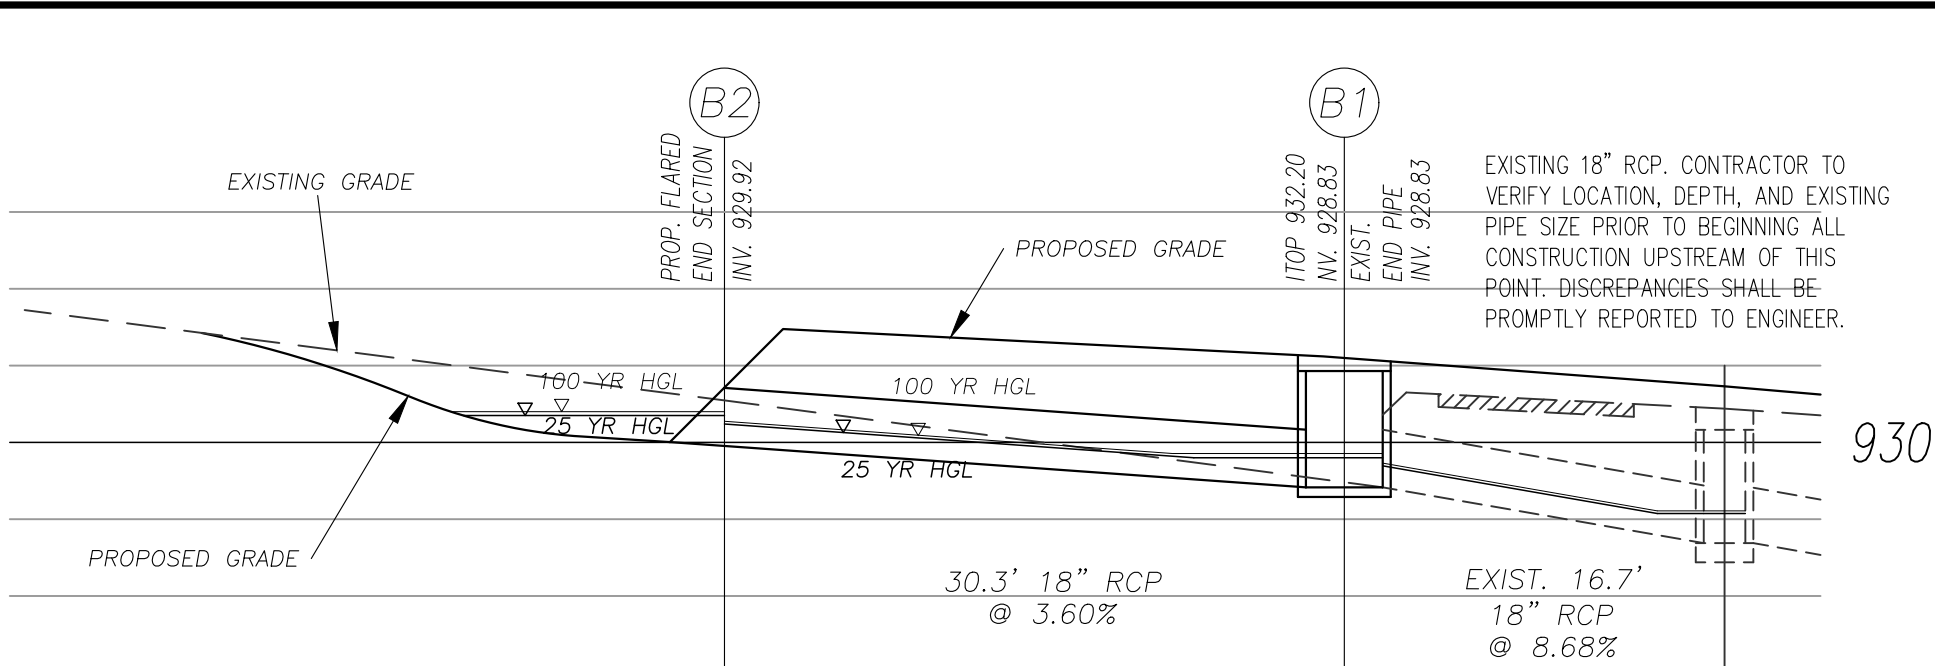 B2
B1
PROP. FLARED
END SECTION
INV. 929.92
ITOP 932.20
NV. 928.83
EXIST.
END PIPE
INV. 928.83
EXISTING 18" RCP. CONTRACTOR TO
VERIFY LOCATION, DEPTH, AND EXISTING
PIPE SIZE PRIOR TO BEGINNING ALL
CONSTRUCTION UPSTREAM OF THIS
POINT. DISCREPANCIES SHALL BE
PROMPTLY REPORTED TO ENGINEER.
EXISTING GRADE
PROPOSED GRADE
100 YR HGL
100 YR HGL
25 YR HGL
25 YR HGL
930
PROPOSED GRADE
30.3' 18" RCP
@ 3.60%
EXIST. 16.7'
18" RCP
@ 8.68%